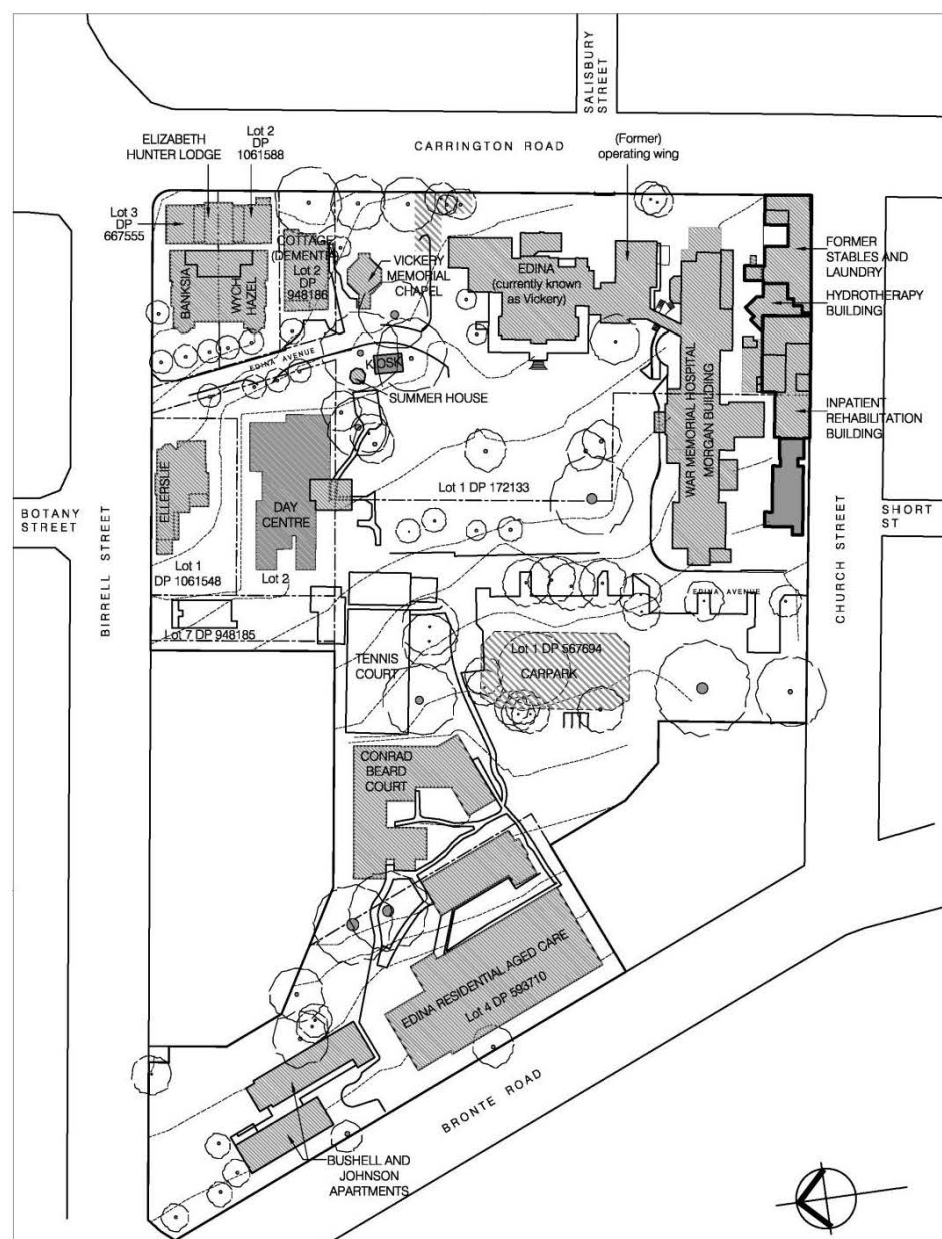 SALISBURY
STREET
CARRINGTON ROAD
ELIZABETH
HUNTER LODGE
Lot 2
DP
1061588
(Former)
operating wing
Lot 3
DP
667555
COTTAGE
(DEMENTIA)
Lot 2
DP
948186
BANKSIA
WYCH
HAZEL
VICKERY
MEMORIAL
CHAPEL
EDINA
(currently known
as Vickery)
FORMER
STABLES AND
LAUNDRY
HYDROTHERAPY
BUILDING
EDINA AVENUE
KIOSK
SUMMER HOUSE
WAR MEMORIAL HOSPITAL
MORGAN BUILDING
INPATIENT
REHABILITATION
BUILDING
ELLERSLIE
DAY
CENTRE
Lot 1 DP 172133
BOTANY
STREET
BIRRELL STREET
CHURCH STREET
SHORT
ST
Lot 1
DP 1061548
Lot 2
EDINA AVENUE
Lot 7 DP 948185
TENNIS
COURT
Lot 1 DP 567694
CARPARK
CONRAD
BEARD
COURT
EDINA RESIDENTIAL AGED CARE
Lot 4 DP 593710
BRONTE ROAD
BUSHELL AND
JOHNSON
APARTMENTS